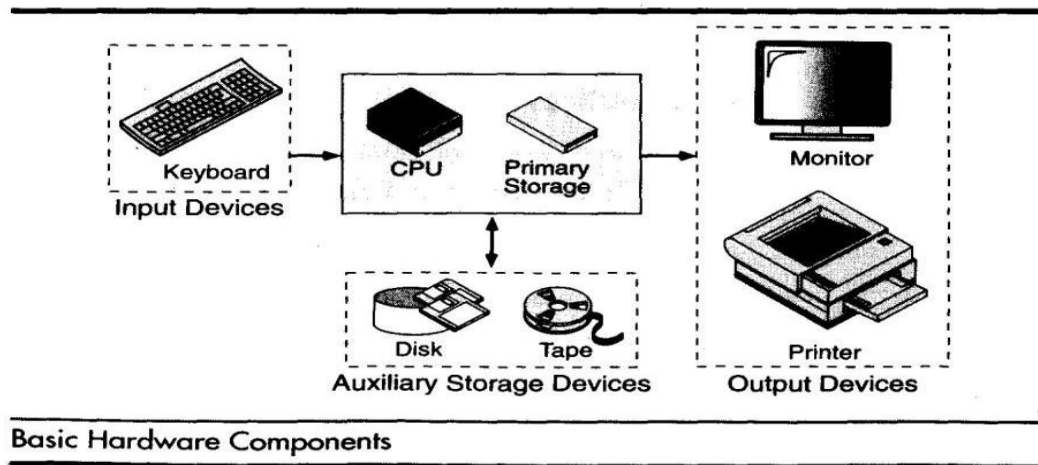 Keyboard
Input Devices
CPU
Primary
Storage
Disk
Tape
Auxiliary Storage Devices
Monitor
Printer
Output Devices
Basic Hardware Components